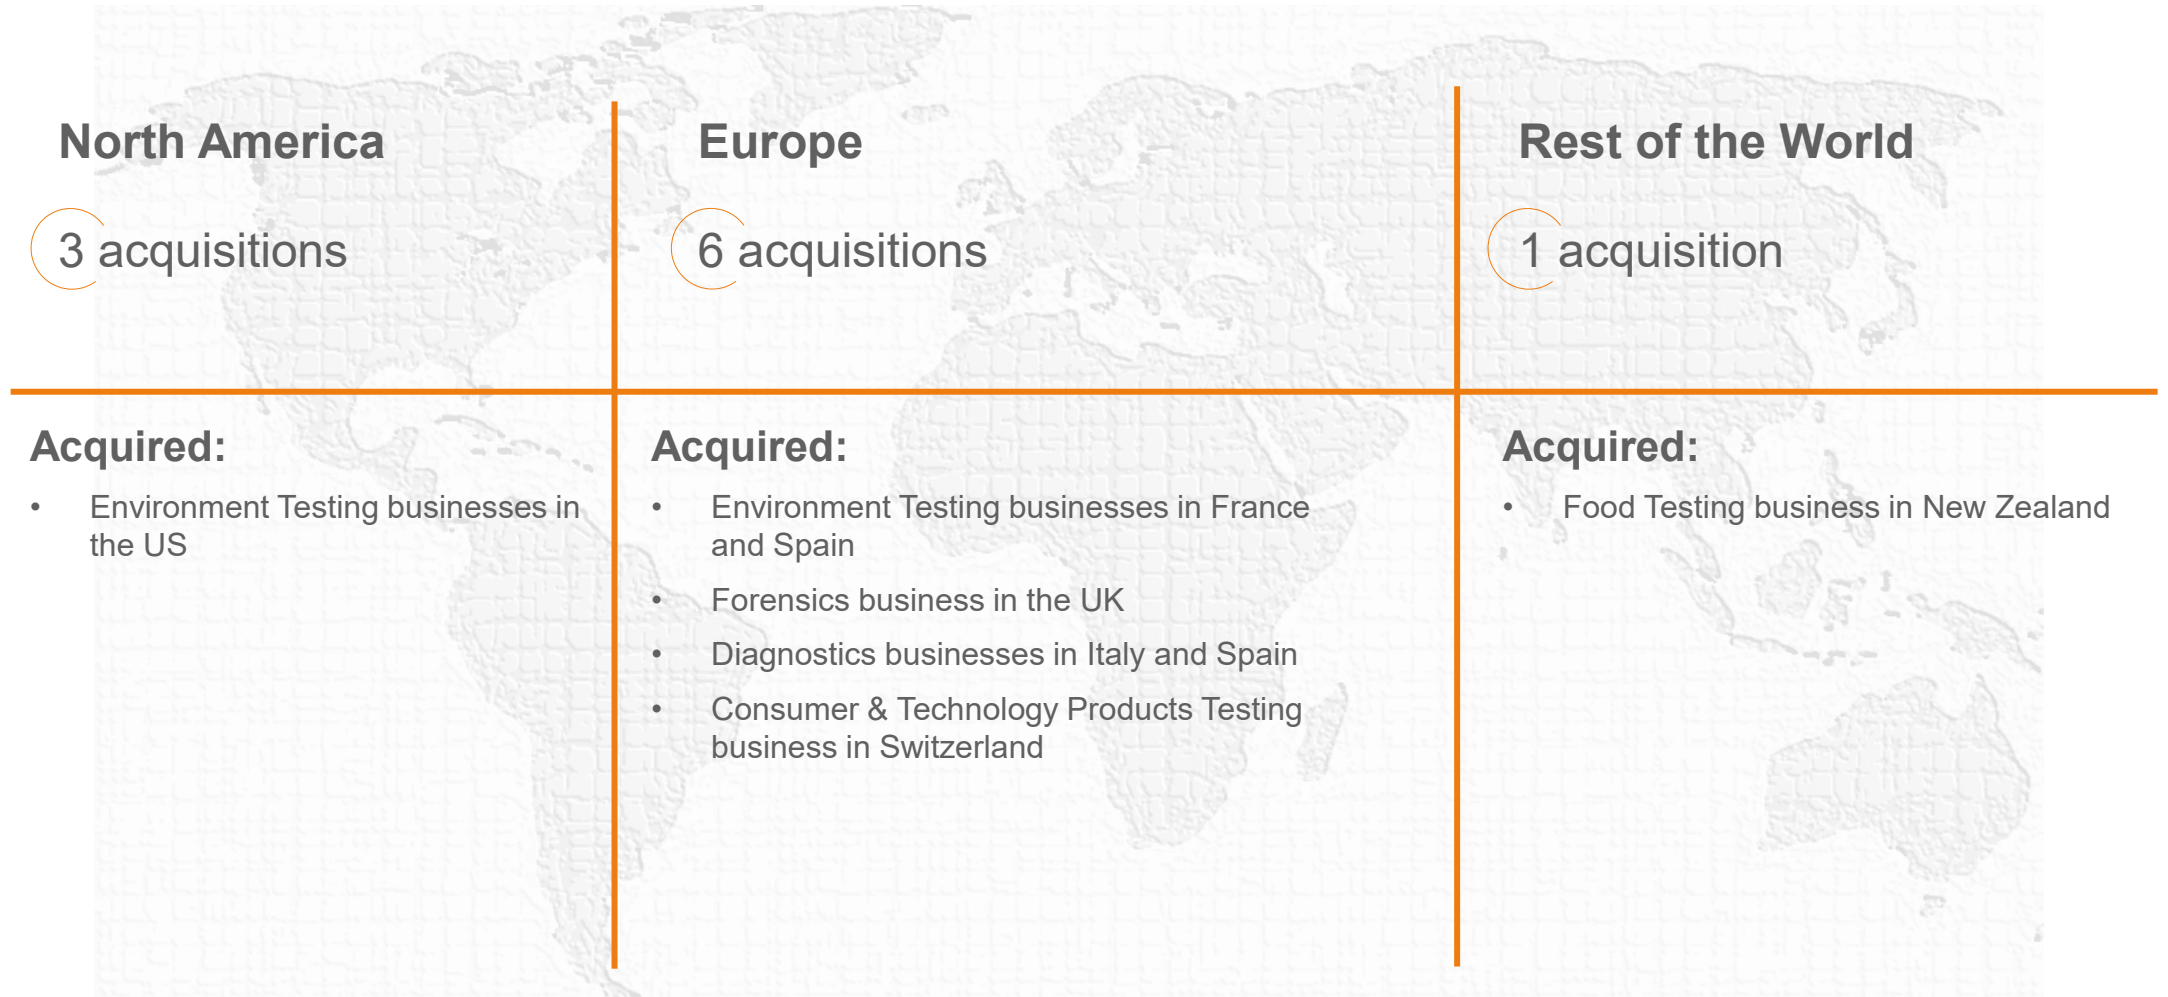 North America
3 acquisitions
Acquired:
• Environment Testing businesses in
the US
Europe
6 acquisitions
Acquired:
• Environment Testing businesses in France
and Spain
• Forensics business in the UK
• Diagnostics businesses in Italy and Spain
• Consumer & Technology Products Testing
business in Switzerland
Rest of the World
1 acquisition
Acquired:
• Food Testing business in New Zealand